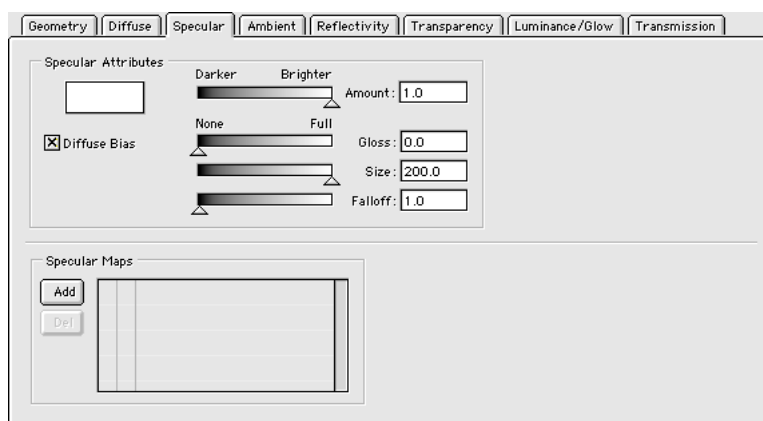 Geometry Diffuse Specular Ambient Reflectivity Transparency Luminance/Glow Transmission
Specular Attributes
Darker Brighter
Amount: 1.0
None Full
Diffuse Bias
Gloss: 0.0
Size: 200.0
Falloff: 1.0
Specular Maps
Add
Del